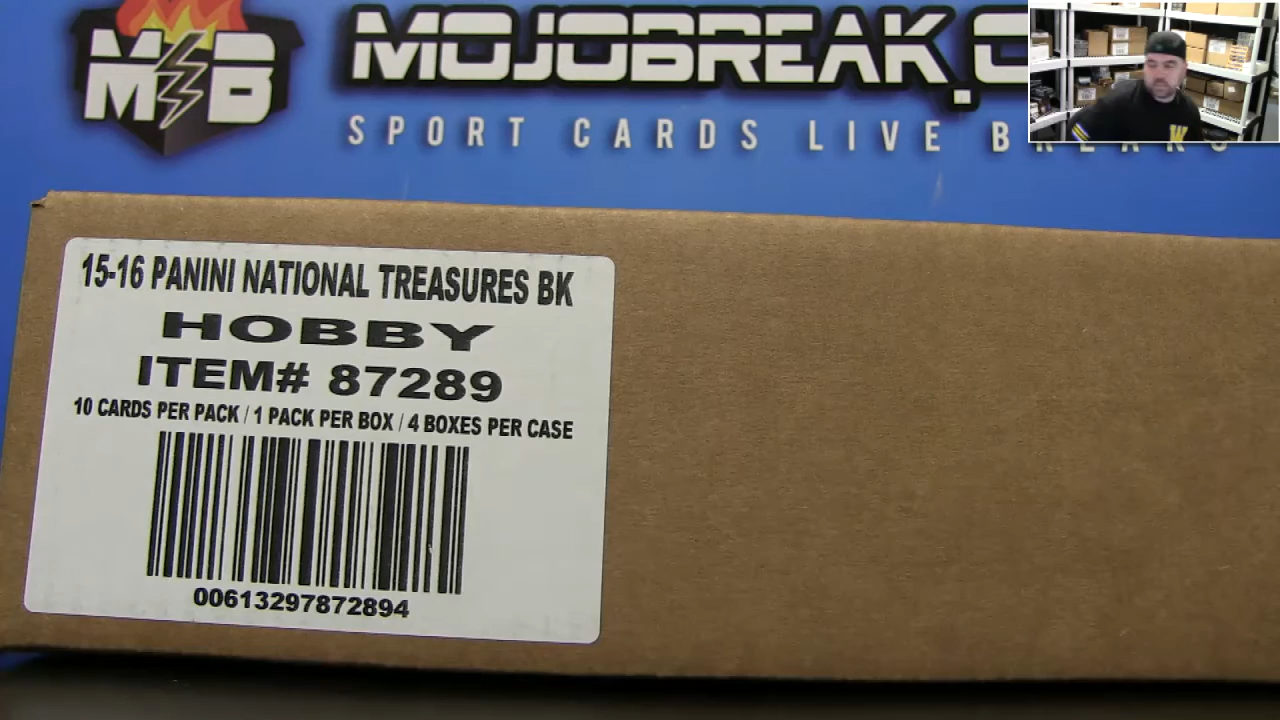 M B
MOJOBREAK.C
SPORT CARDS LIVE BREAKS
15-16 PANINI NATIONAL TREASURES BK
HOBBY
ITEM# 87289
10 CARDS PER PACK / 1 PACK PER BOX / 4 BOXES PER CASE
00613297872894